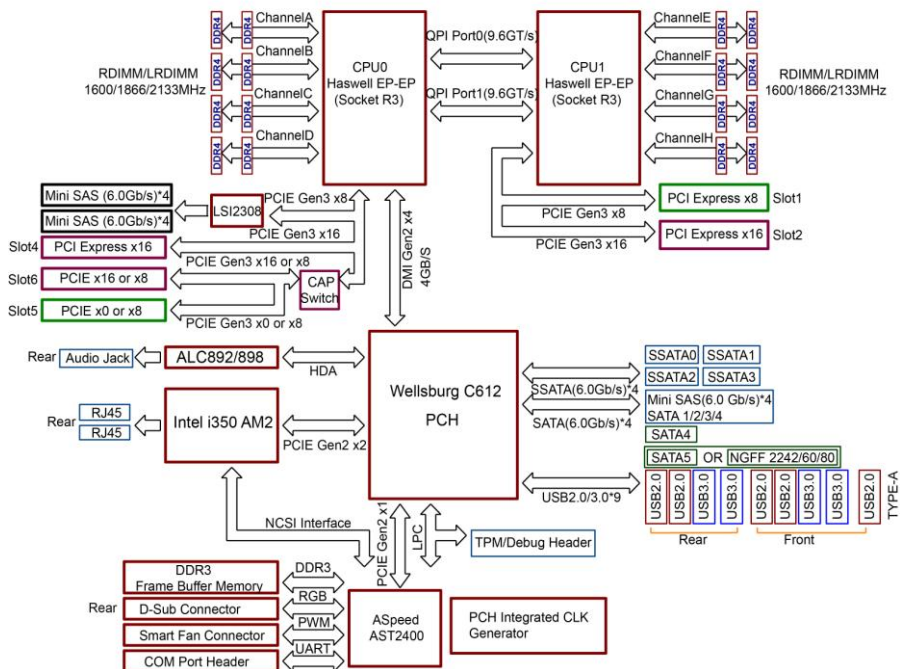 DDR4
DDR4
ChannelA
DDR4
DDR4
ChannelB
DDR4
DDR4
ChannelC
DDR4
DDR4
ChannelD
RDIMM/LRDIMM
1600/1866/2133MHz
CPU0
Haswell EP-EP
(Socket R3)
QPI Port0(9.6GT/s)
QPI Port1(9.6GT/s)
CPU1
Haswell EP-EP
(Socket R3)
ChannelE
DDR4
DDR4
ChannelF
DDR4
DDR4
ChannelG
DDR4
DDR4
ChannelH
DDR4
DDR4
RDIMM/LRDIMM
1600/1866/2133MHz
Mini SAS (6.0Gb/s)*4
Mini SAS (6.0Gb/s)*4
LSI2308
PCIE Gen3 x8
Slot4
PCI Express x16
PCIE Gen3 x16
PCIE Gen3 x16 or x8
Slot6
PCIE x16 or x8
CAP
Switch
Slot5
PCIE x0 or x8
PCIE Gen3 x0 or x8
DMI Gen2 x4
4GB/S
PCI Express x8
Slot1
PCIE Gen3 x8
PCI Express x16
Slot2
PCIE Gen3 x16
Rear
Audio Jack
ALC892/898
HDA
Rear
RJ45
RJ45
Intel i350 AM2
PCIE Gen2 x2
Wellsburg C612
PCH
SSATA(6.0Gb/s)*4
SATA(6.0Gb/s)*4
SSATA0
SSATA1
SSATA2
SSATA3
Mini SAS(6.0 Gb/s)*4
SATA 1/2/3/4
SATA4
SATA5
OR
NGFF 2242/60/80
USB2.0/3.0*9
USB2.0
USB2.0
USB3.0
USB3.0
USB2.0
USB2.0
USB3.0
USB3.0
USB2.0
TYPE-A
Rear
Front
NCSI Interface
PCIE Gen2 x1
LPC
TPM/Debug Header
DDR3
Frame Buffer Memory
DDR3
Rear
D-Sub Connector
RGB
Smart Fan Connector
PWM
COM Port Header
UART
ASpeed
AST2400
PCH Integrated CLK
Generator